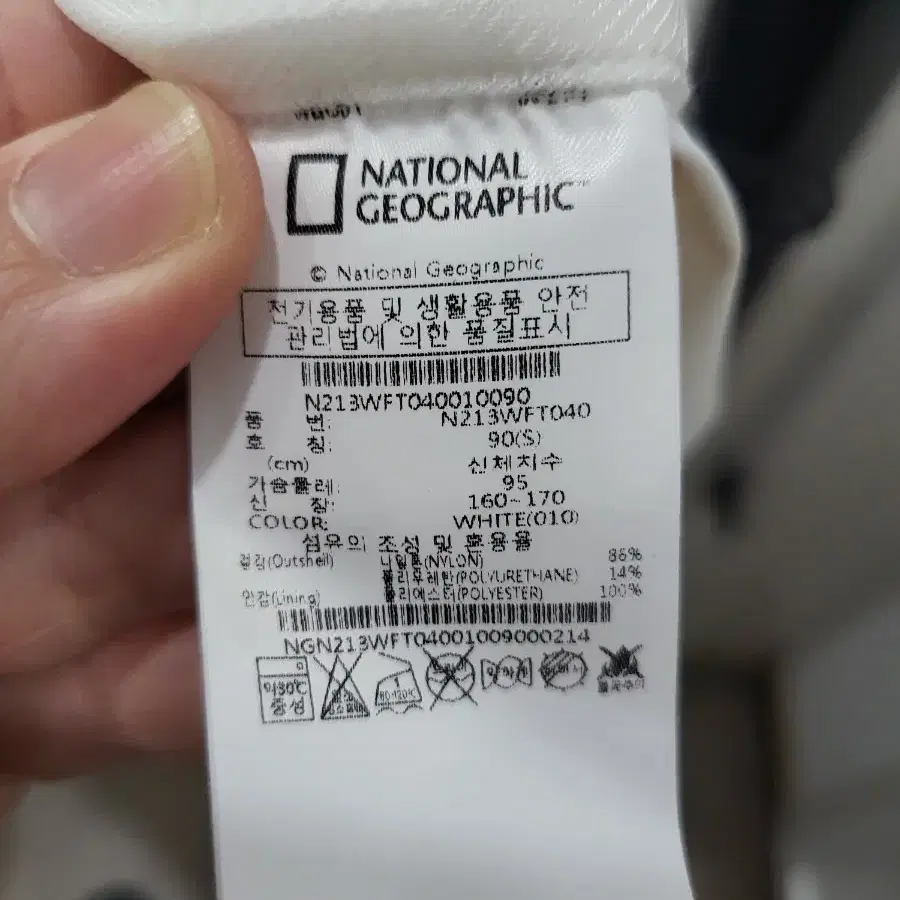 NATIONAL
GEOGRAPHIC™
© National Geographic
전기용품 및 생활용품 안전
관리법에 의한 품질표시
N213WFT040010090
품 번: N213WFT040
호 칭: 90(S)
(cm) 신체치수
가슴둘레: 95
신 장: 160~170
COLOR: WHITE(010)
섬유의 조성 및 혼용율
겉감(Outshell) 나일론(NYLON) 86%
폴리우레탄(POLYURETHANE) 14%
안감(Lining) 폴리에스터(POLYESTER) 100%
NGN213WFT04001009000214
약30℃
중성